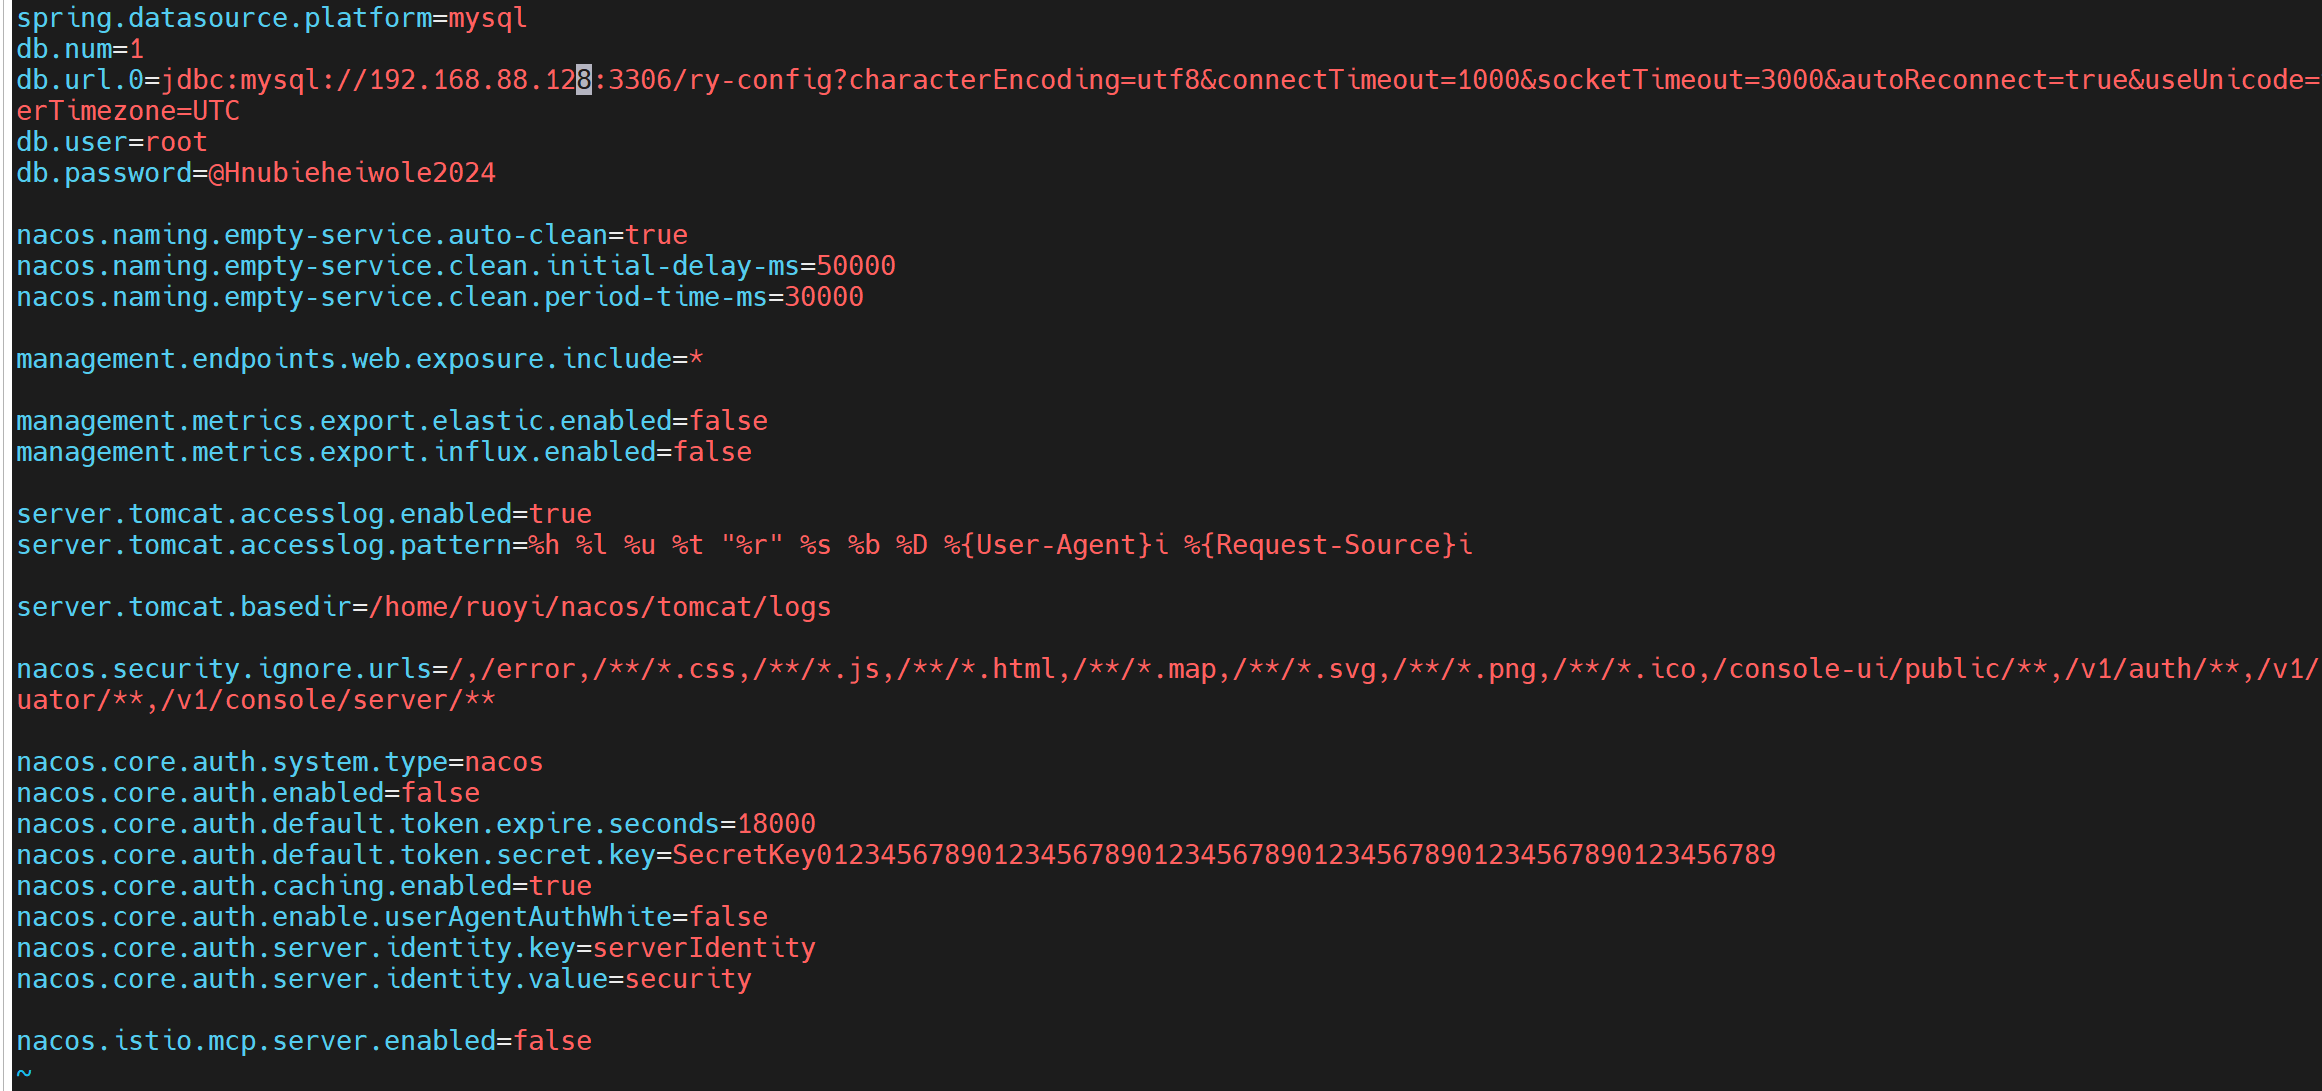 spring.datasource.platform=mysql
db.num=1
db.url.0=jdbc:mysql://192.168.88.128:3306/ry-config?characterEncoding=utf8&connectTimeout=1000&socketTimeout=3000&autoReconnect=true&useUnicode=
erTimezone=UTC
db.user=root
db.password=@Hnubieheiwole2024
nacos.naming.empty-service.auto-clean=true
nacos.naming.empty-service.clean.initial-delay-ms=50000
nacos.naming.empty-service.clean.period-time-ms=30000
management.endpoints.web.exposure.include=*
management.metrics.export.elastic.enabled=false
management.metrics.export.influx.enabled=false
server.tomcat.accesslog.enabled=true
server.tomcat.accesslog.pattern=%h %l %u %t "%r" %s %b %D %{User-Agent}i %{Request-Source}i
server.tomcat.basedir=/home/ruoyi/nacos/tomcat/logs
nacos.security.ignore.urls=/,/error,/**/*.css,/**/*.js,/**/*.html,/**/*.map,/**/*.svg,/**/*.png,/**/*.ico,/console-ui/public/**,/v1/auth/**,/v1/
uator/**,/v1/console/server/**
nacos.core.auth.system.type=nacos
nacos.core.auth.enabled=false
nacos.core.auth.default.token.expire.seconds=18000
nacos.core.auth.default.token.secret.key=SecretKey012345678901234567890123456789012345678901234567890123456789
nacos.core.auth.caching.enabled=true
nacos.core.auth.enable.userAgentAuthWhite=false
nacos.core.auth.server.identity.key=serverIdentity
nacos.core.auth.server.identity.value=security
nacos.istio.mcp.server.enabled=false
~